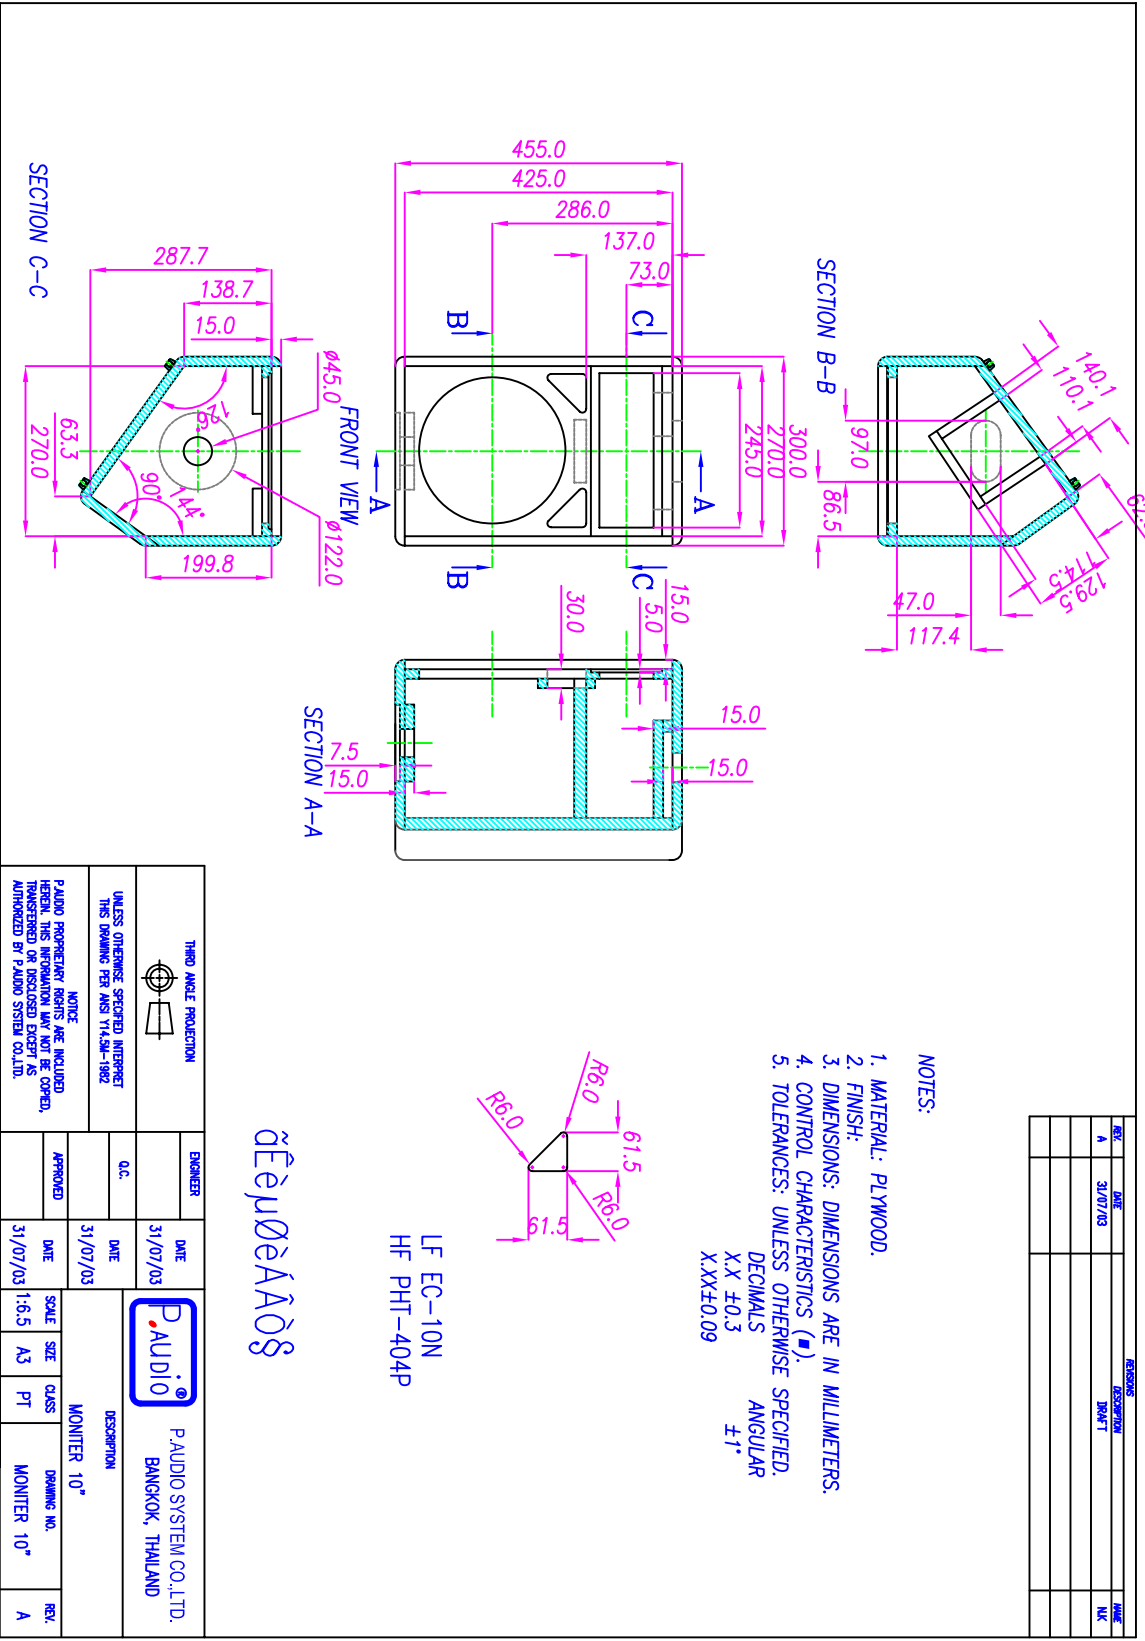 REVISIONS
REV. DATE DESCRIPTION NAME
A 31/07/03 DRAFT N.K
NOTES:
1. MATERIAL: PLYWOOD.
2. FINISH:
3. DIMENSIONS: DIMENSIONS ARE IN MILLIMETERS.
4. CONTROL CHARACTERISTICS (■).
5. TOLERANCES: UNLESS OTHERWISE SPECIFIED.
DECIMALS ANGULAR
X.X ±0.3 ±1°
X.XX±0.09
SECTION B-B
140.1
110.1
97.0
86.5
114.5
129.5
47.0
117.4
455.0
425.0
286.0
137.0
73.0
B
C
300.0
270.0
245.0
A
A
B
C
FRONT VIEW
SECTION C-C
287.7
138.7
15.0
ø45.0
126°
63.3
270.0
90°
144°
ø122.0
199.8
15.0
5.0
30.0
15.0
15.0
7.5
15.0
SECTION A-A
R6.0
R6.0
61.5
R6.0
61.5
LF EC-10N
HF PHT-404P
ãÊèµØèÁÂÒ§
THIRD ANGLE PROJECTION
UNLESS OTHERWISE SPECIFIED INTERPRET
THIS DRAWING PER ANSI Y14.5M-1982
NOTICE
P.AUDIO PROPRIETARY RIGHTS ARE INCLUDED
HEREIN. THIS INFORMATION MAY NOT BE COPIED,
TRANSFERRED OR DISCLOSED EXCEPT AS
AUTHORIZED BY P.AUDIO SYSTEM CO.,LTD.
ENGINEER DATE
31/07/03
Q.C. DATE
31/07/03
APPROVED DATE
31/07/03
P.AUDIO®
P.AUDIO SYSTEM CO.,LTD.
BANGKOK, THAILAND
DESCRIPTION
MONITER 10"
SCALE SIZE CLASS DRAWING NO. REV.
1:6.5 A3 PT MONITER 10" A